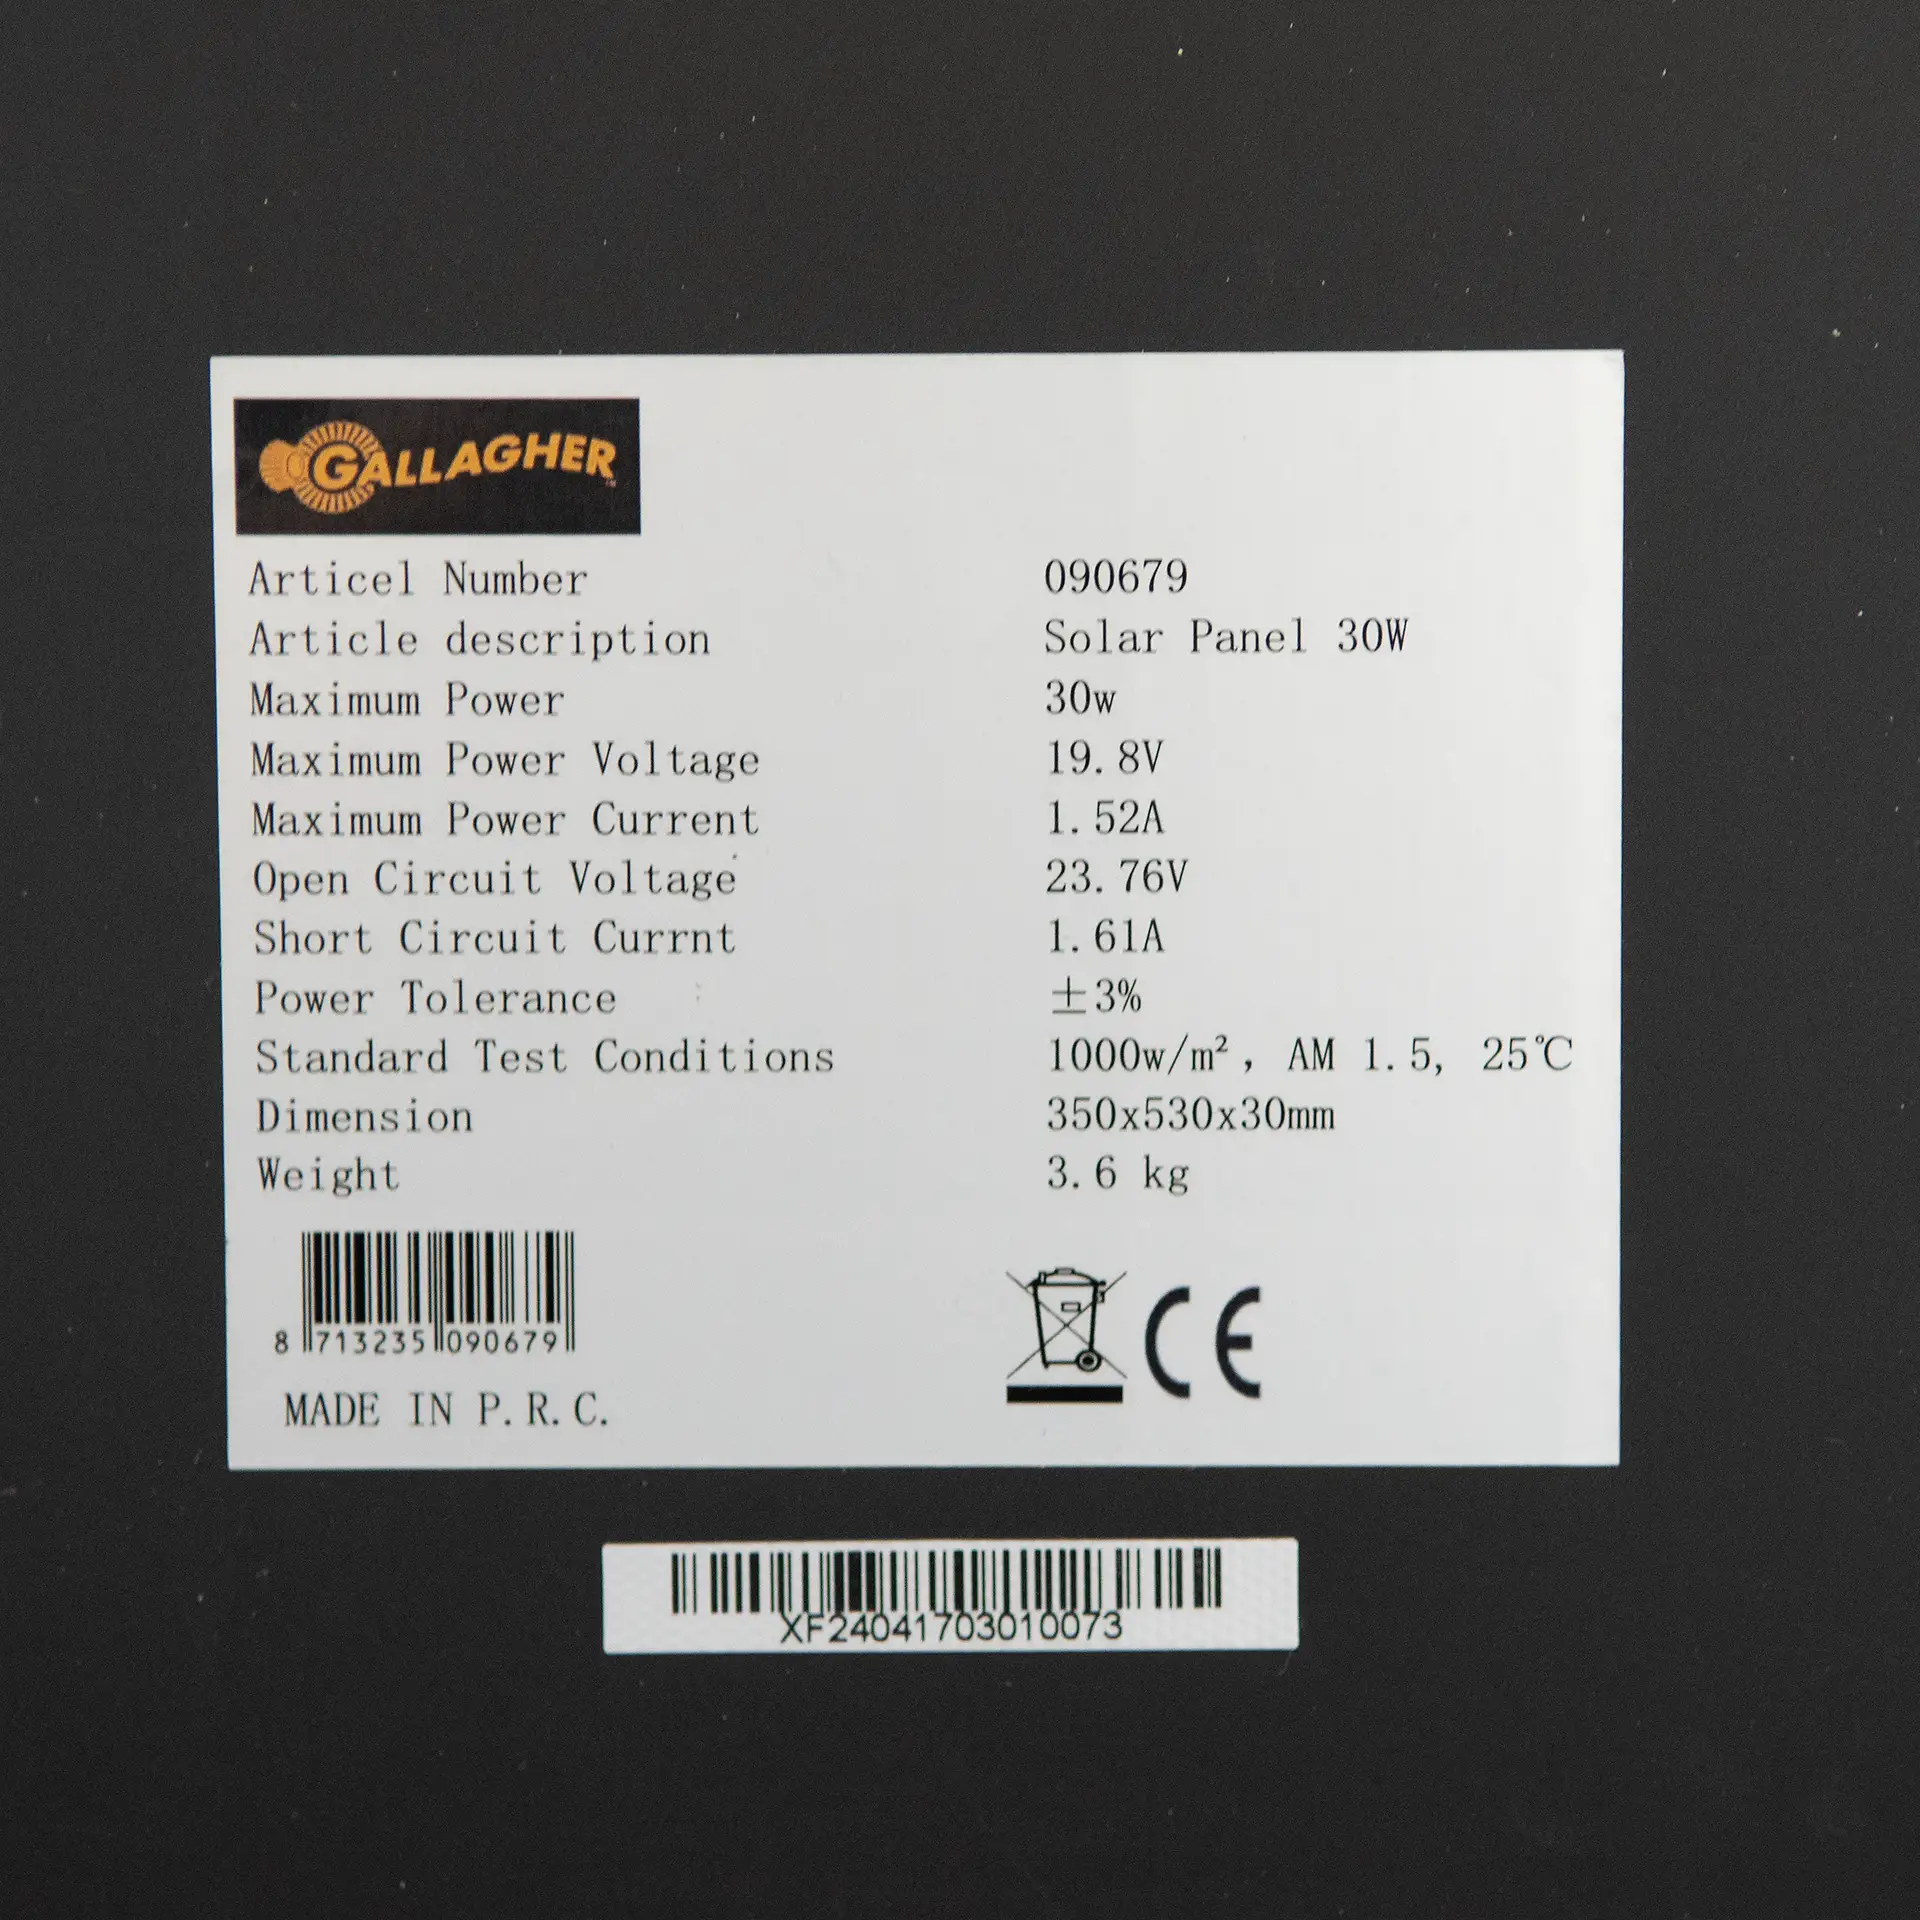 GALLAGHER™
Articel Number 090679
Article description Solar Panel 30W
Maximum Power 30w
Maximum Power Voltage 19.8V
Maximum Power Current 1.52A
Open Circuit Voltage 23.76V
Short Circuit Currnt 1.61A
Power Tolerance ±3%
Standard Test Conditions 1000w/m², AM 1.5, 25℃
Dimension 350x530x30mm
Weight 3.6 kg
8 713235 090679
CE
MADE IN P.R.C.
XF24041703010073